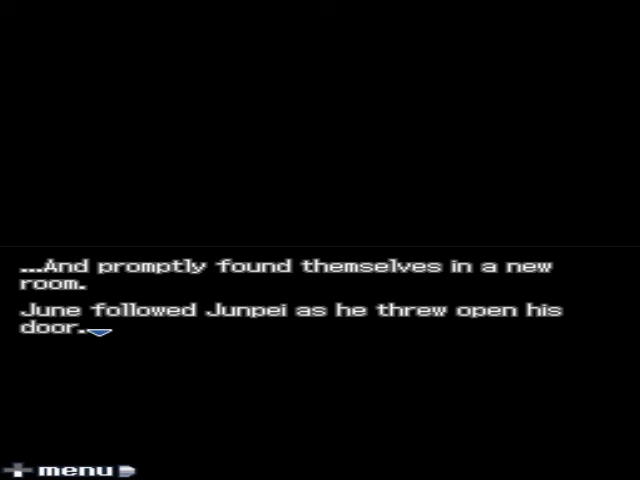 ...And promptly found themselves in a new
room.
June followed Junpei as he threw open his
door.
menu